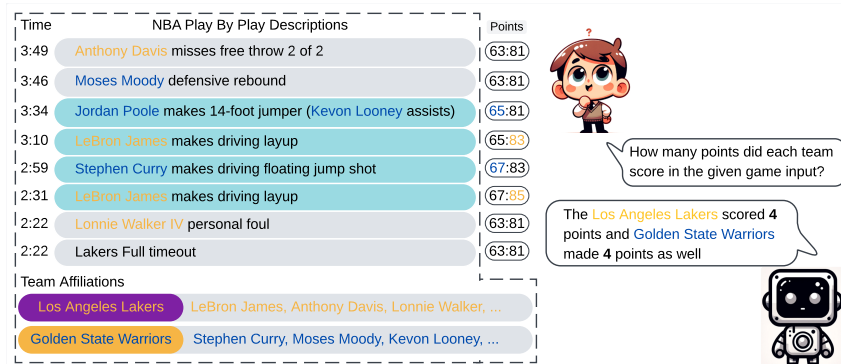 Time NBA Play By Play Descriptions Points
3:49 Anthony Davis misses free throw 2 of 2 63:81
3:46 Moses Moody defensive rebound 63:81
3:34 Jordan Poole makes 14-foot jumper (Kevon Looney assists) 65:81
3:10 LeBron James makes driving layup 65:83
2:59 Stephen Curry makes driving floating jump shot 67:83
2:31 LeBron James makes driving layup 67:85
2:22 Lonnie Walker IV personal foul 63:81
2:22 Lakers Full timeout 63:81
Team Affiliations
Los Angeles Lakers LeBron James, Anthony Davis, Lonnie Walker, ...
Golden State Warriors Stephen Curry, Moses Moody, Kevon Looney, ...
?
How many points did each team
score in the given game input?
The Los Angeles Lakers scored 4
points and Golden State Warriors
made 4 points as well